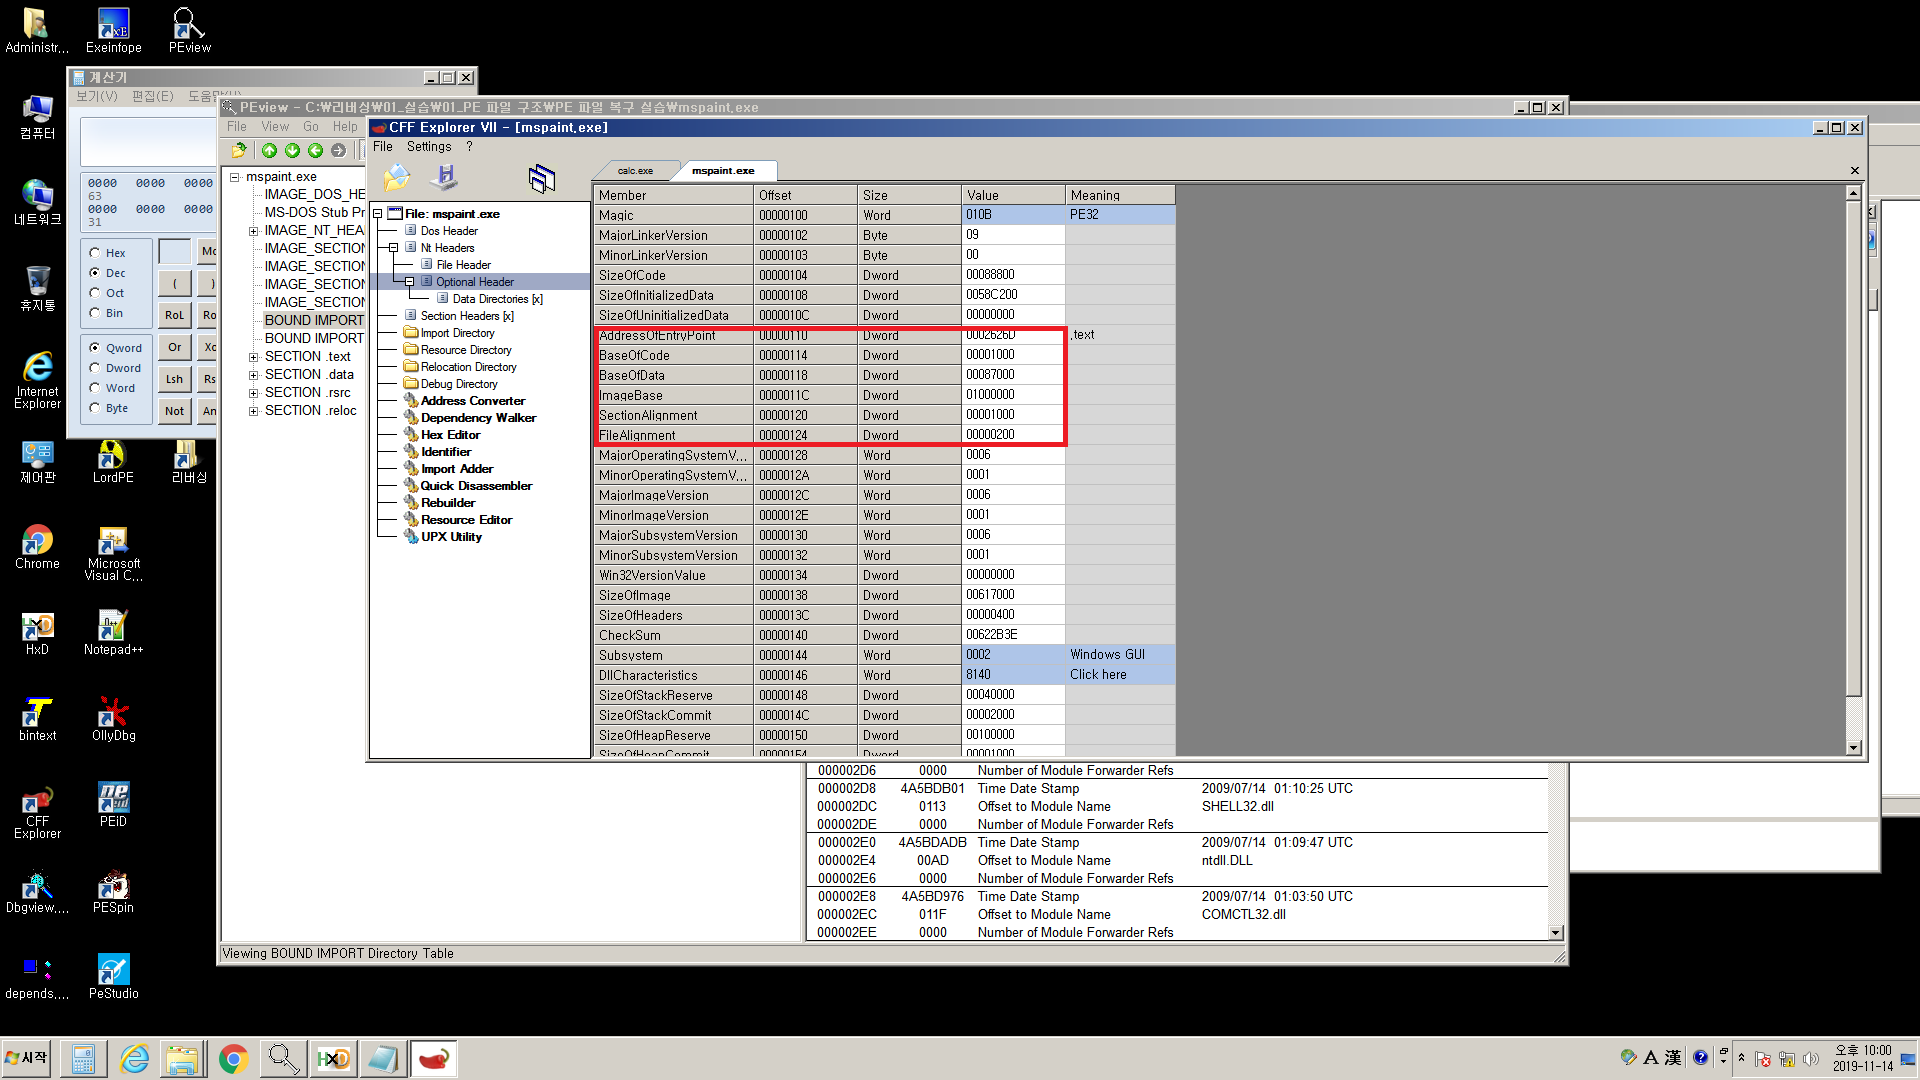 Administr...
Exeinfope
PEview
컴퓨터
네트워크
휴지통
Internet Explorer
제어판
LordPE
리버싱
Chrome
Microsoft Visual C...
HxD
Notepad++
bintext
OllyDbg
CFF Explorer
PEiD
Dbgview,...
PESpin
depends,...
PeStudio
계산기
보기(V) 편집(E)
0000 0000 0000
63
0000 0000 0000
31
Hex
Dec
Oct
Bin
( )
RoL
Qword
Dword
Word
Byte
Or
Lsh
Not
PEview - C:₩리버싱₩01_실습₩01_PE 파일 구조₩PE 파일 복구 실습₩mspaint.exe
File View Go Help
mspaint.exe
IMAGE_DOS_HE
MS-DOS Stub Pr
IMAGE_NT_HEA
IMAGE_SECTION
IMAGE_SECTION
IMAGE_SECTION
IMAGE_SECTION
BOUND IMPORT
BOUND IMPORT
SECTION .text
SECTION .data
SECTION .rsrc
SECTION .reloc
CFF Explorer VII - [mspaint.exe]
File Settings ?
calc.exe mspaint.exe
File: mspaint.exe
Dos Header
Nt Headers
File Header
Optional Header
Data Directories [x]
Section Headers [x]
Import Directory
Resource Directory
Relocation Directory
Debug Directory
Address Converter
Dependency Walker
Hex Editor
Identifier
Import Adder
Quick Disassembler
Rebuilder
Resource Editor
UPX Utility
Member Offset Size Value Meaning
Magic 00000100 Word 010B PE32
MajorLinkerVersion 00000102 Byte 09
MinorLinkerVersion 00000103 Byte 00
SizeOfCode 00000104 Dword 00088800
SizeOfInitializedData 00000108 Dword 0058C200
SizeOfUninitializedData 0000010C Dword 00000000
AddressOfEntryPoint 00000110 Dword 0002626D .text
BaseOfCode 00000114 Dword 00001000
BaseOfData 00000118 Dword 00087000
ImageBase 0000011C Dword 01000000
SectionAlignment 00000120 Dword 00001000
FileAlignment 00000124 Dword 00000200
MajorOperatingSystemV... 00000128 Word 0006
MinorOperatingSystemV... 0000012A Word 0001
MajorImageVersion 0000012C Word 0006
MinorImageVersion 0000012E Word 0001
MajorSubsystemVersion 00000130 Word 0006
MinorSubsystemVersion 00000132 Word 0001
Win32VersionValue 00000134 Dword 00000000
SizeOfImage 00000138 Dword 00617000
SizeOfHeaders 0000013C Dword 00000400
CheckSum 00000140 Dword 00622B3E
Subsystem 00000144 Word 0002 Windows GUI
DllCharacteristics 00000146 Word 8140 Click here
SizeOfStackReserve 00000148 Dword 00040000
SizeOfStackCommit 0000014C Dword 00002000
SizeOfHeapReserve 00000150 Dword 00100000
SizeOfHeapCommit 00000154 Dword 00001000
000002D6 0000 Number of Module Forwarder Refs
000002D8 4A5BDB01 Time Date Stamp 2009/07/14 01:10:25 UTC
000002DC 0113 Offset to Module Name SHELL32.dll
000002DE 0000 Number of Module Forwarder Refs
000002E0 4A5BDADB Time Date Stamp 2009/07/14 01:09:47 UTC
000002E4 00AD Offset to Module Name ntdll.DLL
000002E6 0000 Number of Module Forwarder Refs
000002E8 4A5BD976 Time Date Stamp 2009/07/14 01:03:50 UTC
000002EC 011F Offset to Module Name COMCTL32.dll
000002EE 0000 Number of Module Forwarder Refs
Viewing BOUND IMPORT Directory Table
시작
HXD
A 漢
오후 10:00
2019-11-14